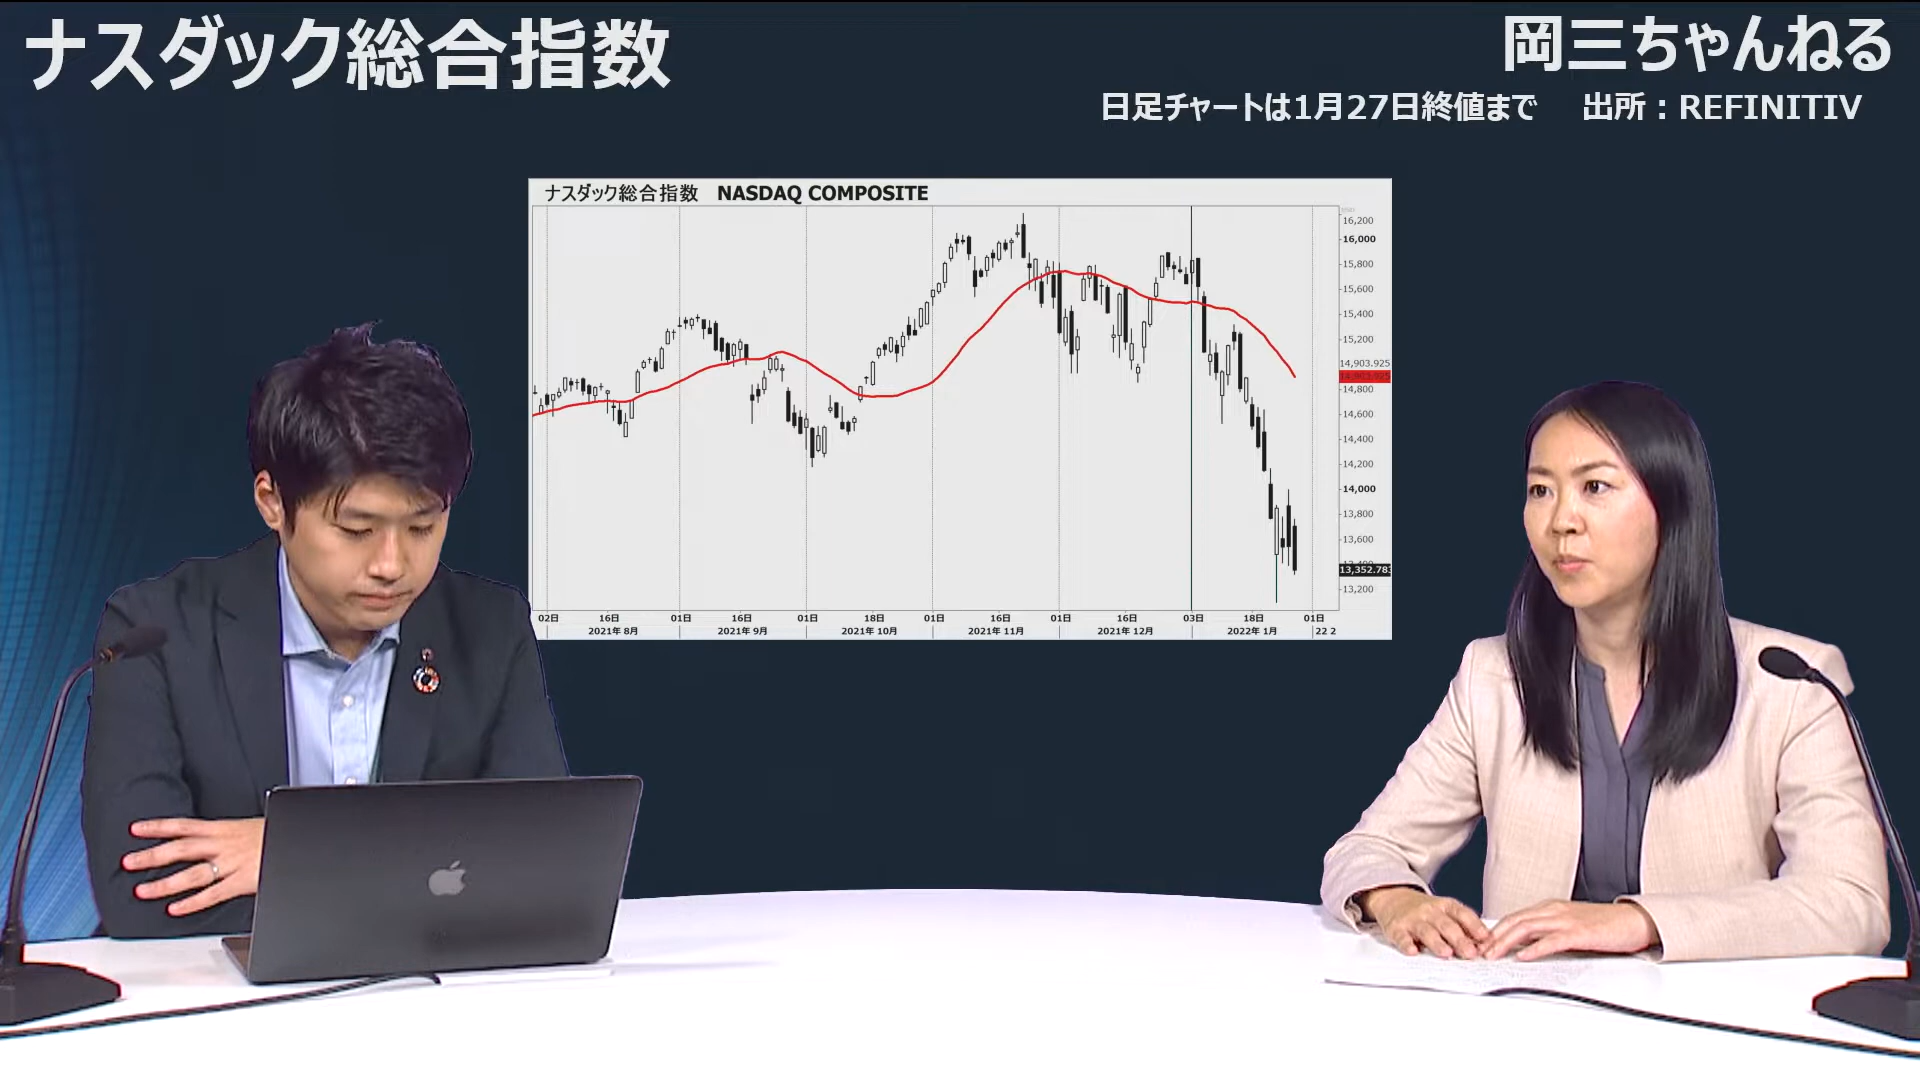 ナスダック総合指数
岡三ちゃんねる
日足チャートは1月27日終値まで 出所：REFINITIV
ナスダック総合指数 NASDAQ COMPOSITE
16,200
16,000
15,800
15,600
15,400
15,200
14,903.925
14,903.925
14,800
14,600
14,400
14,200
14,000
13,800
13,600
13,352.783
13,200
02日 16日 01日 16日 01日 18日 01日 16日 01日 16日 03日 18日 01日
2021年 8月 2021年 9月 2021年 10月 2021年 11月 2021年 12月 2022年 1月 22 2